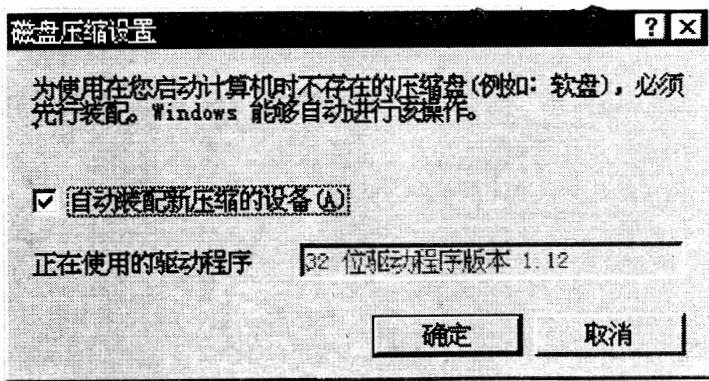 磁盘压缩设置
为使用在您启动计算机时不存在的压缩盘(例如: 软盘), 必须
先行装配。Windows 能够自动进行该操作。
自动装配新压缩的设备(A)
正在使用的驱动程序 32 位驱动程序版本 1.12
确定 取消